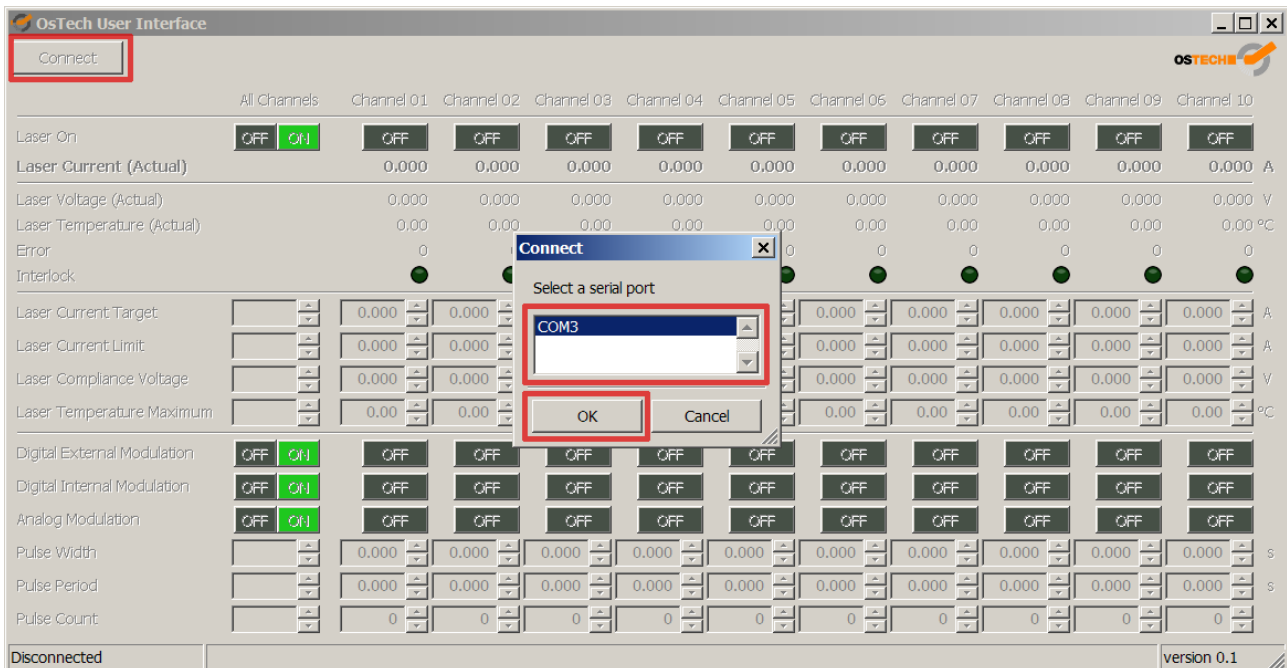 OsTech User Interface
Connect
OSTECH
All Channels Channel 01 Channel 02 Channel 03 Channel 04 Channel 05 Channel 06 Channel 07 Channel 08 Channel 09 Channel 10
Laser On OFF ON OFF OFF OFF OFF OFF OFF OFF OFF OFF OFF
Laser Current (Actual) 0.000 0.000 0.000 0.000 0.000 0.000 0.000 0.000 0.000 0.000 A
Laser Voltage (Actual) 0.000 0.000 0.000 0.000 0.000 0.000 0.000 0.000 0.000 0.000 V
Laser Temperature (Actual) 0.00 0.00 0.00 0.00 0.00 0.00 0.00 0.00 0.00 0.00 °C
Error 0 0 0 0 0 0 0
Interlock
Connect
Select a serial port
COM3
OK Cancel
Laser Current Target 0.000 0.000 0.000 0.000 0.000 0.000 0.000 A
Laser Current Limit 0.000 0.000 0.000 0.000 0.000 0.000 0.000 A
Laser Compliance Voltage 0.000 0.000 0.000 0.000 0.000 0.000 0.000 V
Laser Temperature Maximum 0.00 0.00 0.00 0.00 0.00 0.00 0.00 °C
Digital External Modulation OFF ON OFF OFF OFF OFF OFF OFF OFF OFF OFF OFF
Digital Internal Modulation OFF ON OFF OFF OFF OFF OFF OFF OFF OFF OFF OFF
Analog Modulation OFF ON OFF OFF OFF OFF OFF OFF OFF OFF OFF OFF
Pulse Width 0.000 0.000 0.000 0.000 0.000 0.000 0.000 0.000 0.000 0.000 s
Pulse Period 0.000 0.000 0.000 0.000 0.000 0.000 0.000 0.000 0.000 0.000 s
Pulse Count 0 0 0 0 0 0 0 0 0 0
Disconnected version 0.1